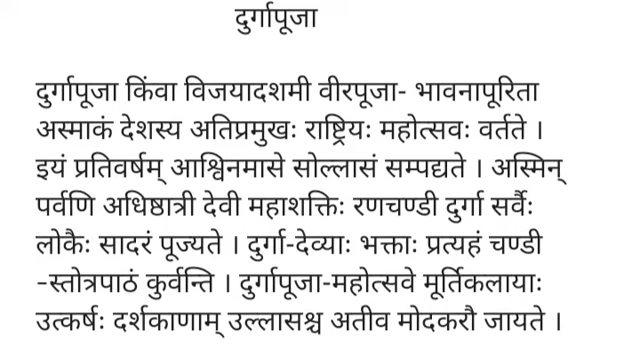 दुर्गापूजा
दुर्गापूजा किंवा विजयादशमी वीरपूजा- भावनापूरिता
अस्माकं देशस्य अतिप्रमुखः राष्ट्रियः महोत्सवः वर्तते ।
इयं प्रतिवर्षम् आश्विनमासे सोल्लासं सम्पद्यते । अस्मिन्
पर्वणि अधिष्ठात्री देवी महाशक्तिः रणचण्डी दुर्गा सर्वैः
लोकैः सादरं पूज्यते । दुर्गा-देव्याः भक्ताः प्रत्यहं चण्डी
-स्तोत्रपाठं कुर्वन्ति । दुर्गापूजा-महोत्सवे मूर्तिकलायाः
उत्कर्षः दर्शकाणाम् उल्लासश्च अतीव मोदकरौ जायते ।